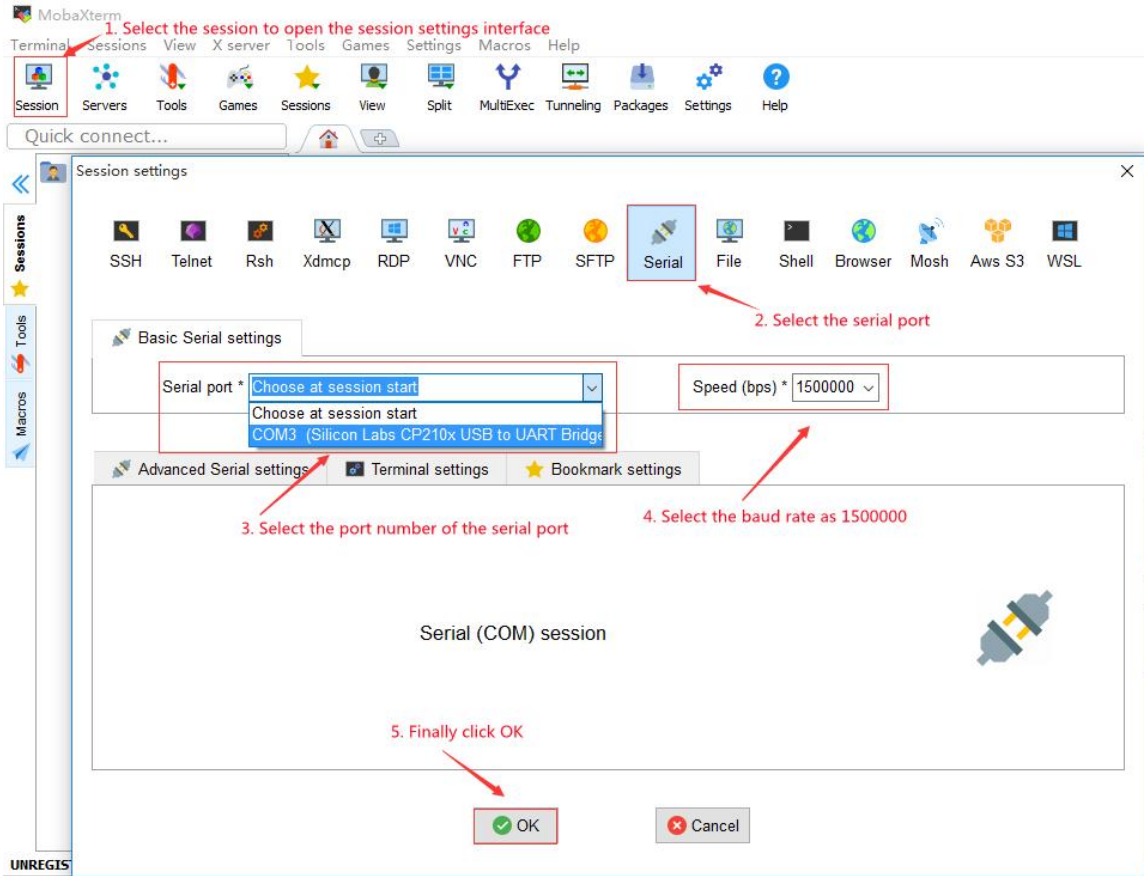 MobaXterm
1. Select the session to open the session settings interface
Terminal Sessions View X server Tools Games Settings Macros Help
Session Servers Tools Games Sessions View Split MultiExec Tunneling Packages Settings Help
Quick connect...
Session settings
Sessions
Tools
Macros
SSH Telnet Rsh Xdmcp RDP VNC FTP SFTP Serial File Shell Browser Mosh Aws S3 WSL
2. Select the serial port
Basic Serial settings
Serial port * Choose at session start
Speed (bps) * 1500000
Choose at session start
COM3 (Silicon Labs CP210x USB to UART Bridge
Advanced Serial settings Terminal settings Bookmark settings
3. Select the port number of the serial port
4. Select the baud rate as 1500000
Serial (COM) session
5. Finally click OK
OK Cancel
UNREGIS